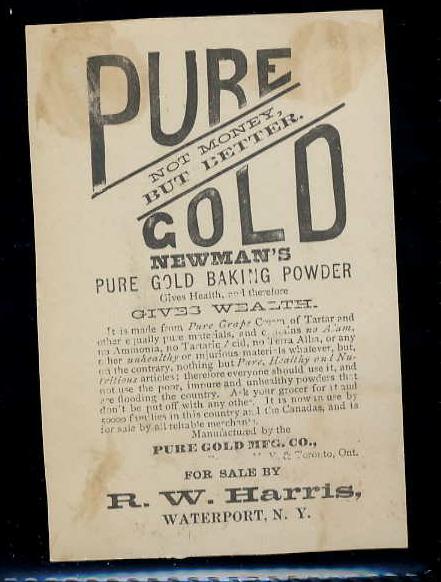 PURE
NOT MONEY,
BUT BETTER.
GOLD
NEWMAN'S
PURE GOLD BAKING POWDER
Gives Health, and therefore
GIVES WEALTH.
It is made from Pure Grape Cream of Tartar and
other equally pure materials, and contains no Alum,
no Ammonia, no Tartaric Acid, no Terra Alba, or any
other unhealthy or injurious materials whatever, but,
on the contrary, nothing but Pure, Healthy and Nu-
tritious articles; therefore everyone should use it, and
not use the poor, impure and unhealthy powders that
are flooding the country. Ask your grocer for it and
don't be put off with any other. It is now in use by
50000 families in this country and the Canadas, and is
for sale by all reliable merchants.
Manufactured by the
PURE GOLD MFG. CO.,
N. Y. & Toronto, Ont.
FOR SALE BY
R. W. Harris,
WATERPORT, N. Y.